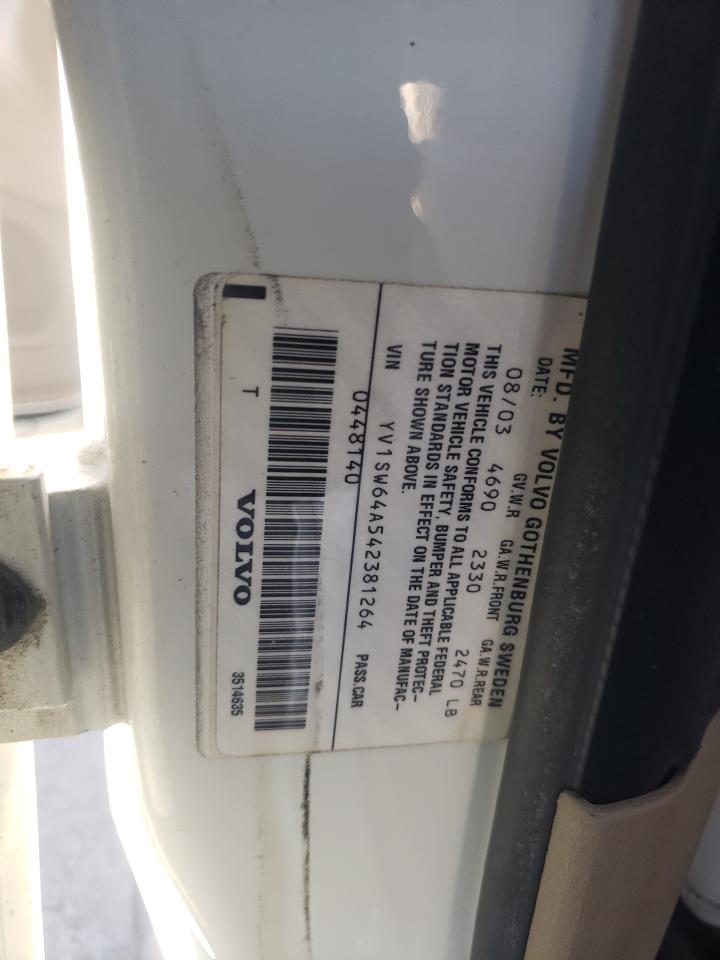 MFD. BY VOLVO GOTHENBURG SWEDEN
DATE: GV.W.R GA.W.R.FRONT GA.W.R.REAR
08/03 4690 2330 2470 LB
THIS VEHICLE CONFORMS TO ALL APPLICABLE FEDERAL
MOTOR VEHICLE SAFETY, BUMPER AND THEFT PROTEC-
TION STANDARDS IN EFFECT ON THE DATE OF MANUFAC-
TURE SHOWN ABOVE.
VIN YV1SW64A542381264 PASS.CAR
0448140
T VOLVO 3514635